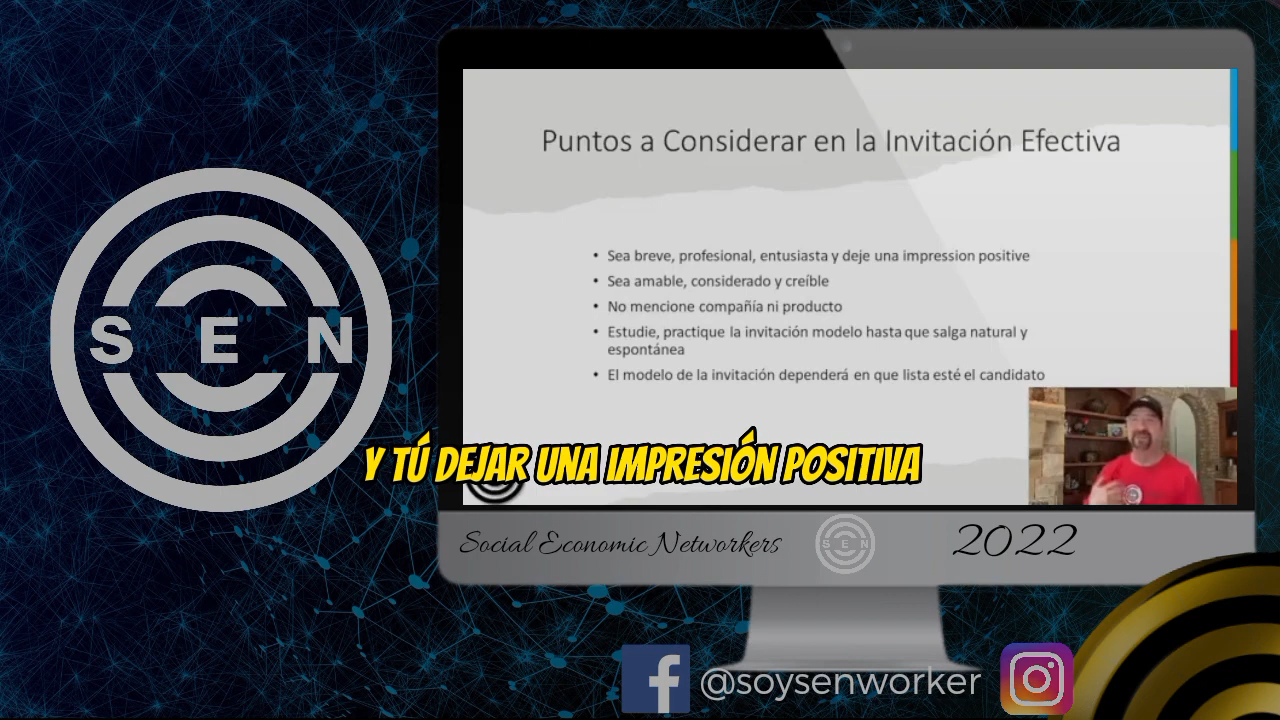 Puntos a Considerar en la Invitación Efectiva
• Sea breve, profesional, entusiasta y deje una impression positive
• Sea amable, considerado y creíble
• No mencione compañía ni producto
• Estudie, practique la invitación modelo hasta que salga natural y
espontánea
• El modelo de la invitación dependerá en que lista esté el candidato
S E N
Y TÚ DEJAR UNA IMPRESIÓN POSITIVA
Social Economic Networkers
S E N
2022
@soysenworker